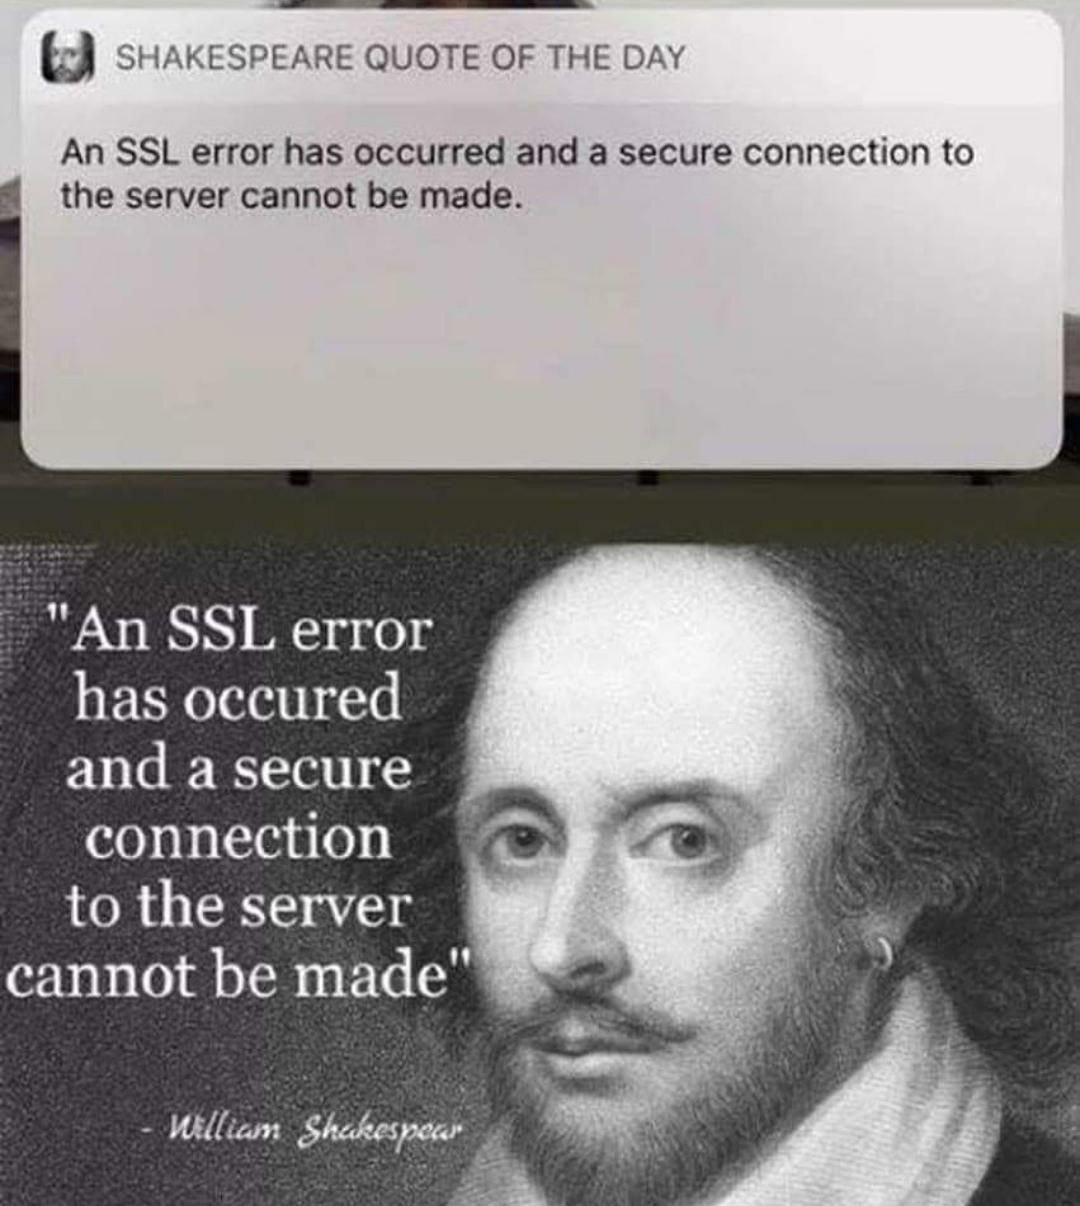 SHAKESPEARE QUOTE OF THE DAY
An SSL error has occurred and a secure connection to
the server cannot be made.
"An SSL error
has occured
and a secure
connection
to the server
cannot be made"
- William Shakespear